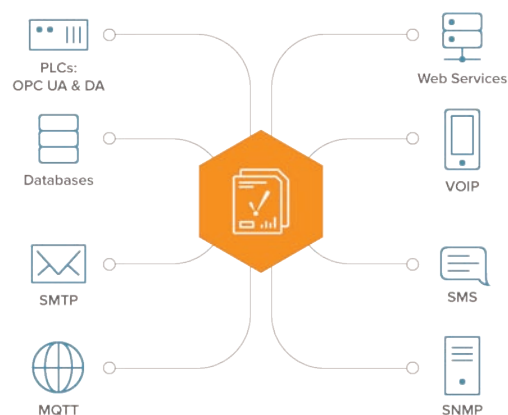 PLCs:
OPC UA & DA
Web Services
Databases
VOIP
SMTP
SMS
MQTT
SNMP